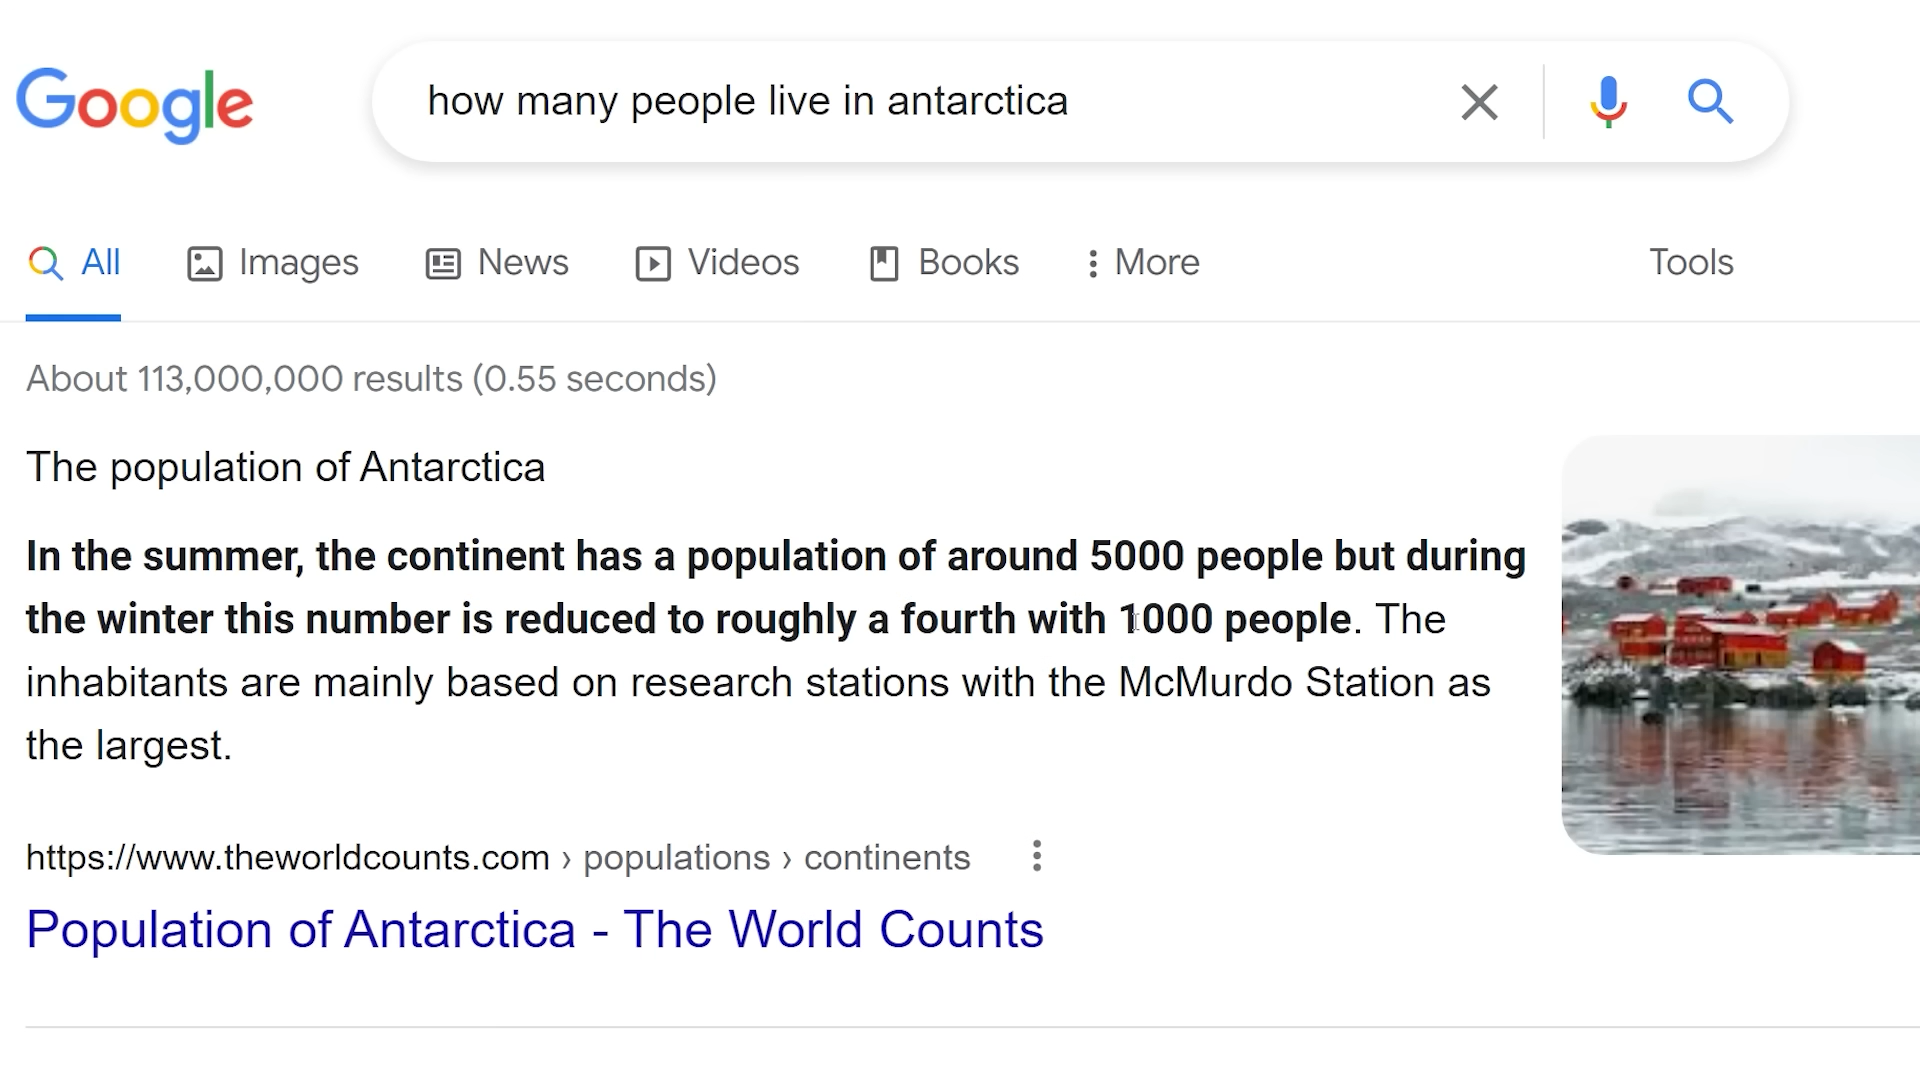 Google
how many people live in antarctica
All Images News Videos Books More Tools
About 113,000,000 results (0.55 seconds)
The population of Antarctica
In the summer, the continent has a population of around 5000 people but during
the winter this number is reduced to roughly a fourth with 1000 people. The
inhabitants are mainly based on research stations with the McMurdo Station as
the largest.
https://www.theworldcounts.com › populations › continents
Population of Antarctica - The World Counts